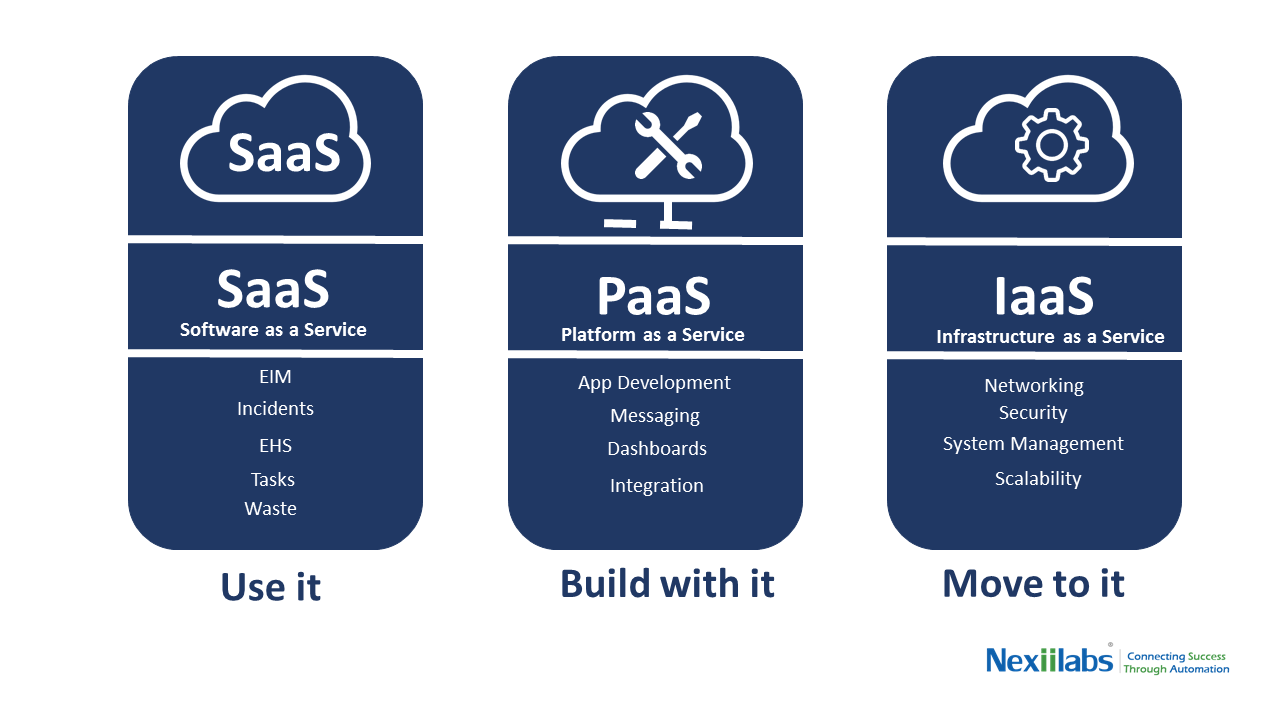 SaaS
SaaS
Software as a Service
EIM
Incidents
EHS
Tasks
Waste
Use it
PaaS
Platform as a Service
App Development
Messaging
Dashboards
Integration
Build with it
IaaS
Infrastructure as a Service
Networking
Security
System Management
Scalability
Move to it
Nexiilabs®
Connecting Success
Through Automation